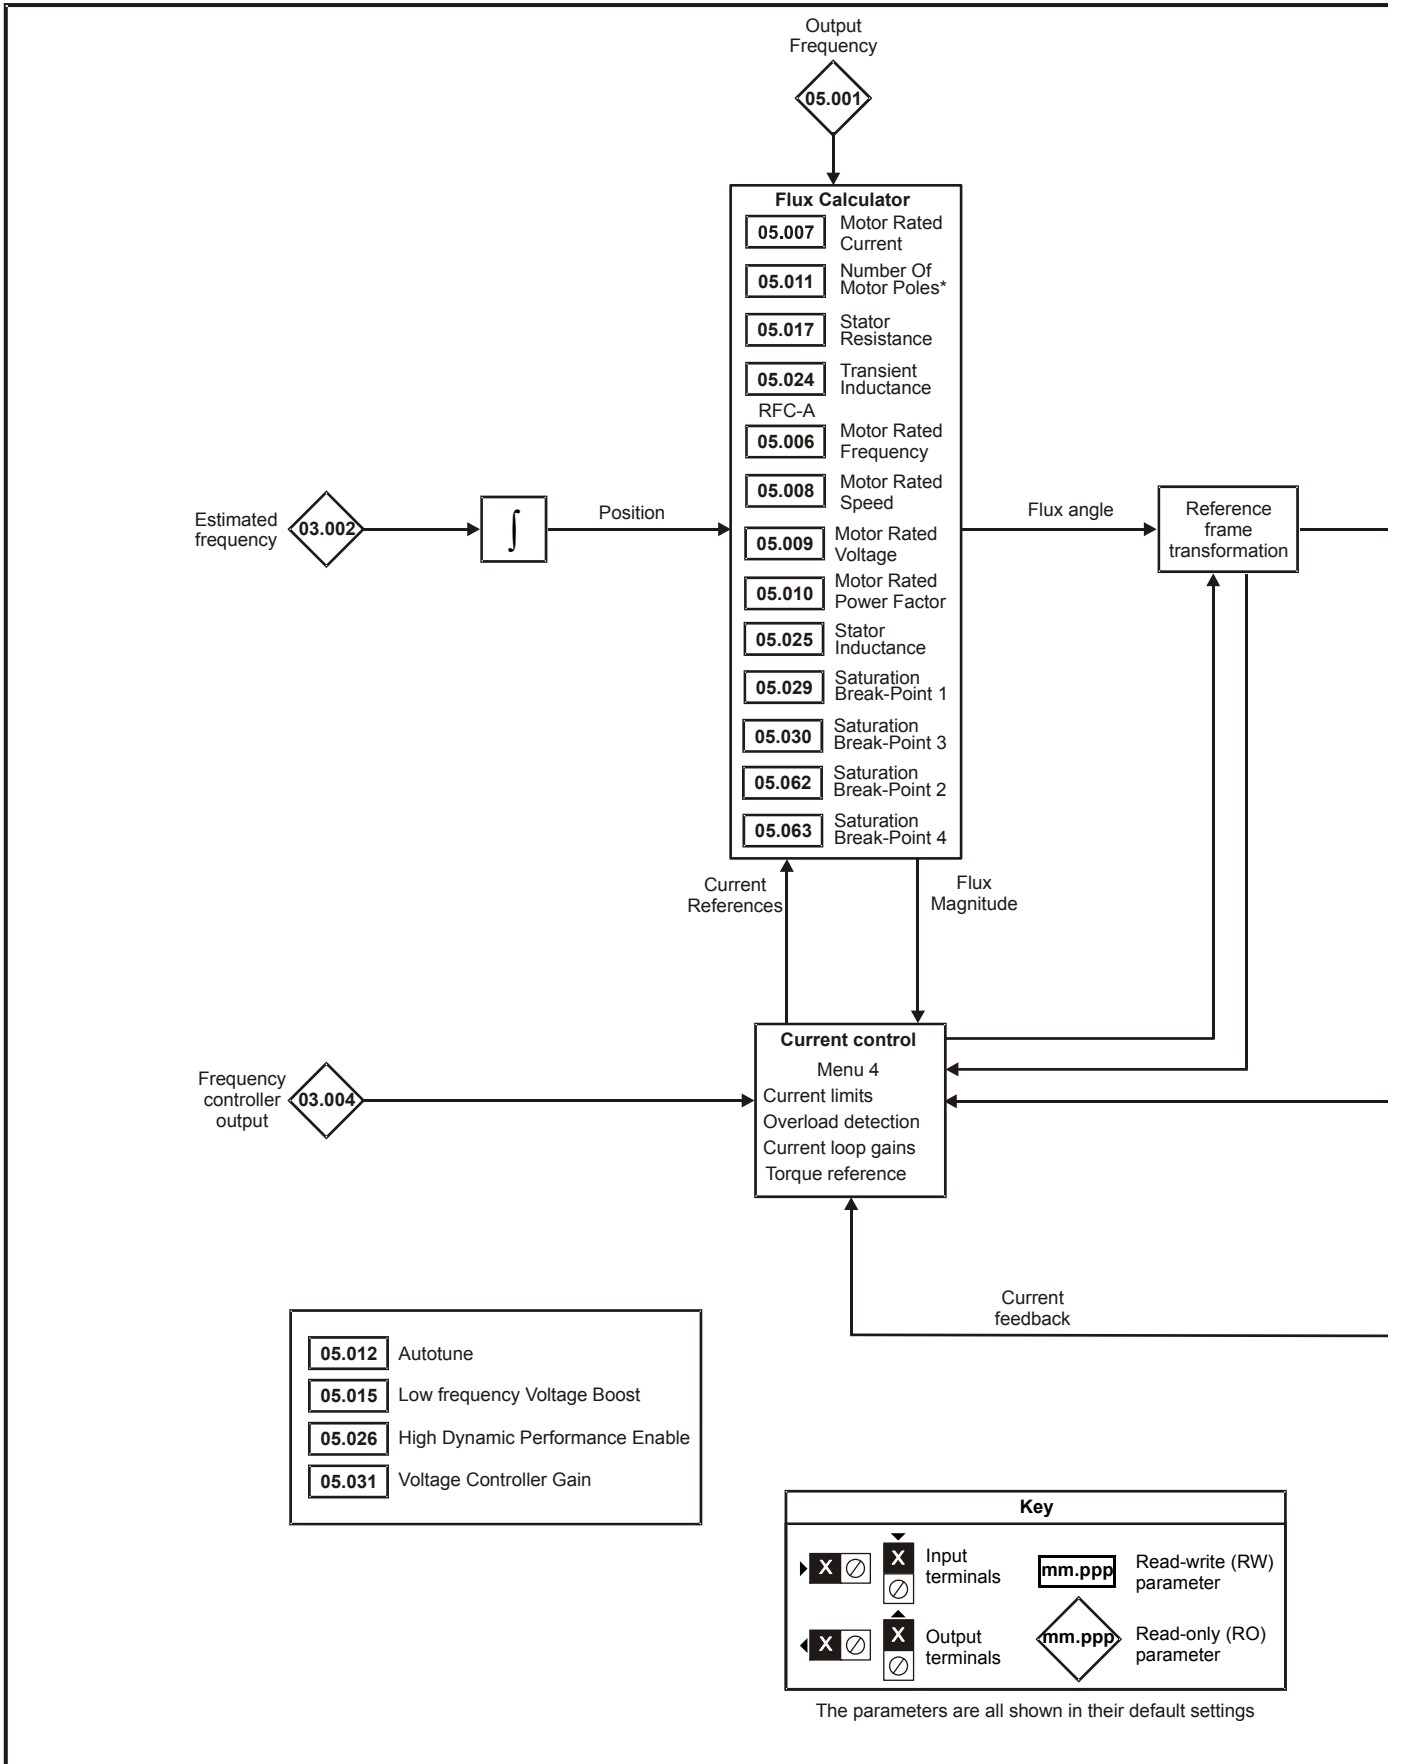 Output
Frequency
05.001
Flux Calculator
05.007 Motor Rated
Current
05.011 Number Of
Motor Poles*
05.017 Stator
Resistance
05.024 Transient
Inductance
RFC-A
05.006 Motor Rated
Frequency
05.008 Motor Rated
Speed
05.009 Motor Rated
Voltage
05.010 Motor Rated
Power Factor
05.025 Stator
Inductance
05.029 Saturation
Break-Point 1
05.030 Saturation
Break-Point 3
05.062 Saturation
Break-Point 2
05.063 Saturation
Break-Point 4
Estimated
frequency
03.002
∫
Position
Flux angle
Reference
frame
transformation
Current
References
Flux
Magnitude
Frequency
controller
output
03.004
Current control
Menu 4
Current limits
Overload detection
Current loop gains
Torque reference
Current
feedback
05.012 Autotune
05.015 Low frequency Voltage Boost
05.026 High Dynamic Performance Enable
05.031 Voltage Controller Gain
Key
X X Input
terminals
mm.ppp Read-write (RW)
parameter
X X Output
terminals
mm.ppp Read-only (RO)
parameter
The parameters are all shown in their default settings